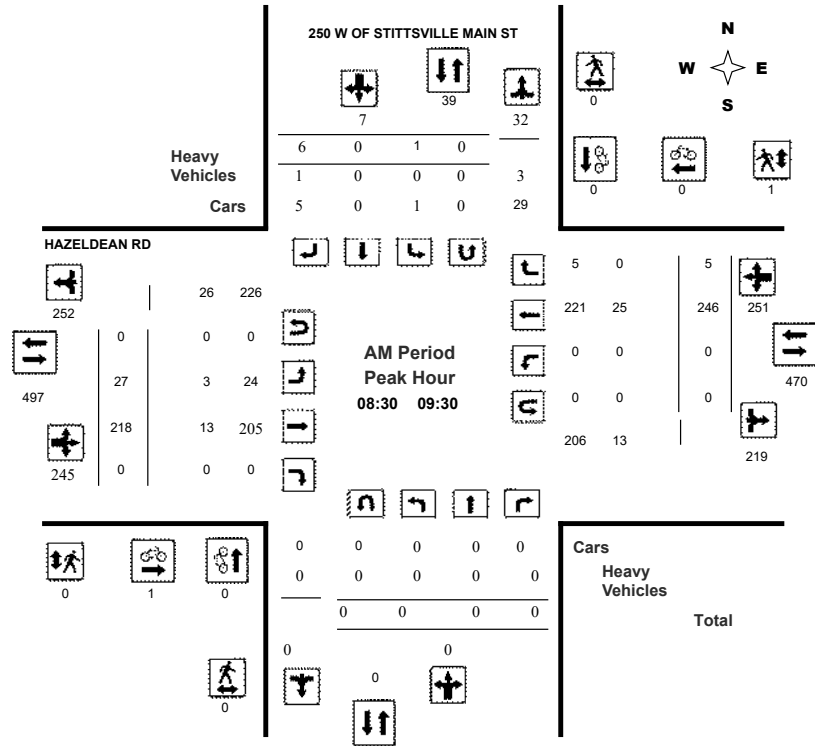 250 W OF STITTSVILLE MAIN ST
N
W E
S
39
0
7 32
6 0 1 0
Heavy
Vehicles
1 0 0 0 3
0 0 1
Cars 5 0 1 0 29
HAZELDEAN RD
5 0 5
26 226
252
221 25 246 251
0 0 0
AM Period
Peak Hour
08:30 09:30
0 0 0
497
470
27 3 24
0 0 0
218 13 205
206 13
219
245
0 0 0
0 0 0 0 0
Cars
0 0 0 0 0
Heavy
Vehicles
0 1 0
0 0 0 0
Total
0 0
0
0